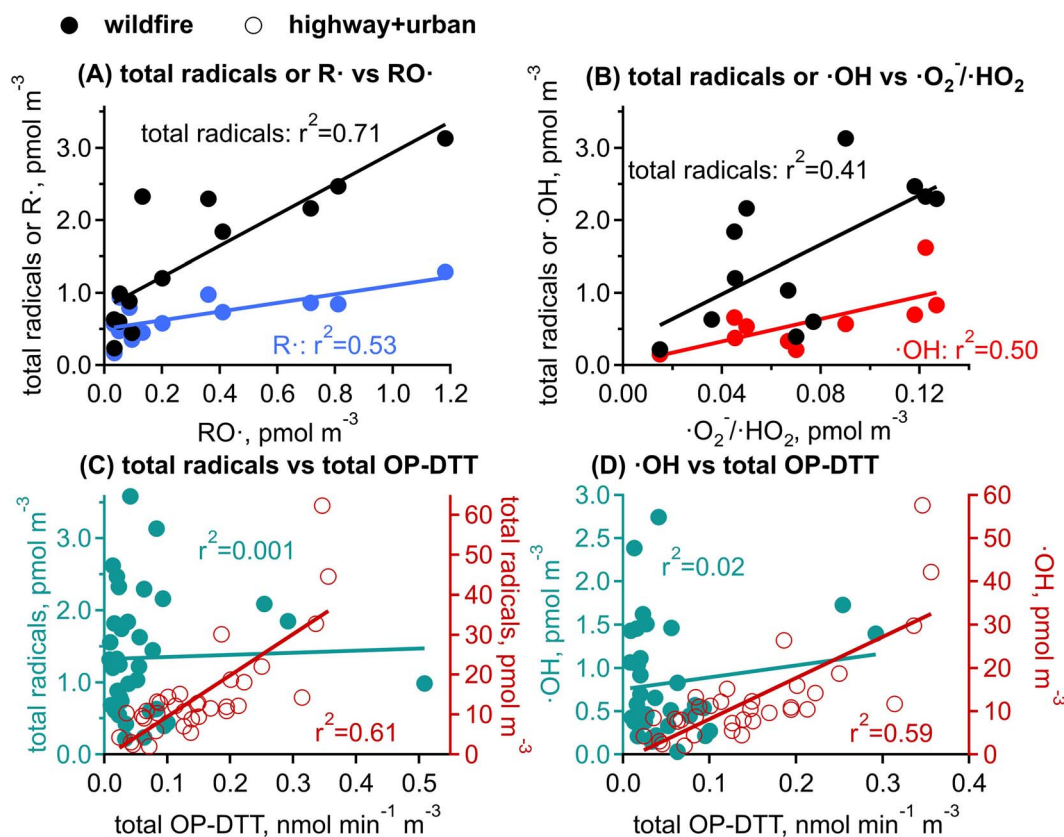 wildfire highway+urban
(A) total radicals or R· vs RO·
total radicals or R·, pmol m⁻³
3.0
2.0
1.0
0.0
total radicals: r²=0.71
R·: r²=0.53
0.0 0.2 0.4 0.6 0.8 1.0 1.2
RO·, pmol m⁻³
(B) total radicals or ·OH vs ·O₂⁻/·HO₂
total radicals or ·OH, pmol m⁻³
3.0
2.0
1.0
0.0
total radicals: r²=0.41
·OH: r²=0.50
0.00 0.04 0.08 0.12
·O₂⁻/·HO₂, pmol m⁻³
(C) total radicals vs total OP-DTT
total radicals, pmol m⁻³
3.0
2.0
1.0
0.0
r²=0.001
r²=0.61
60
50
40
30
20
10
0
total radicals, pmol m⁻³
0.0 0.1 0.2 0.3 0.4 0.5
total OP-DTT, nmol min⁻¹ m⁻³
(D) ·OH vs total OP-DTT
·OH, pmol m⁻³
3.0
2.5
2.0
1.5
1.0
0.5
0.0
r²=0.02
r²=0.59
60
50
40
30
20
10
0
·OH, pmol m⁻³
0.0 0.1 0.2 0.3 0.4
total OP-DTT, nmol min⁻¹ m⁻³